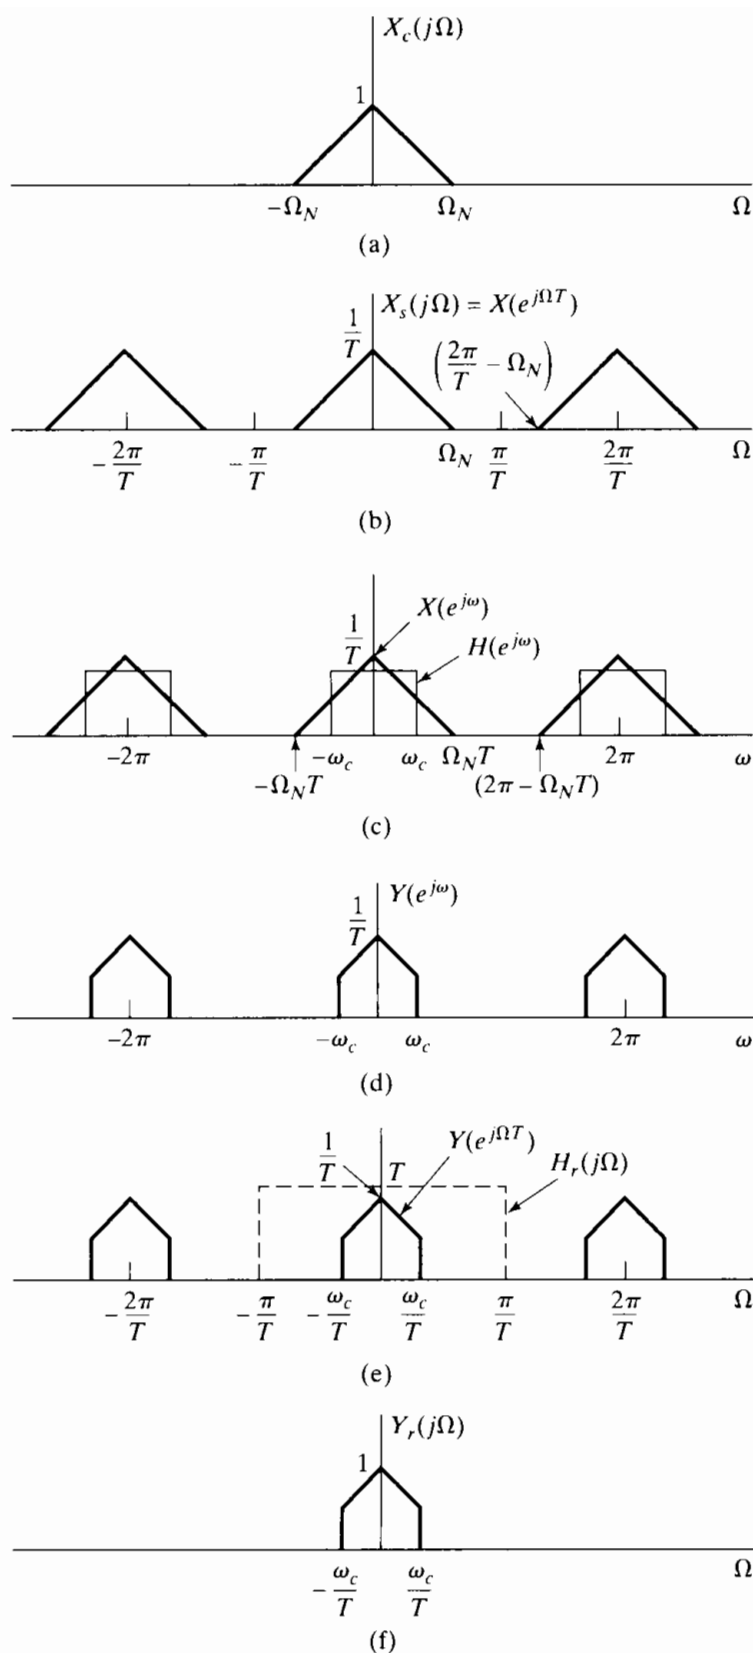 X_c(jΩ)
1
−Ω_N Ω_N Ω
(a)
X_s(jΩ) = X(e^{jΩT})
1/T
(2π/T − Ω_N)
−2π/T −π/T Ω_N π/T 2π/T Ω
(b)
X(e^{jω})
1/T
H(e^{jω})
−2π −ω_c ω_c Ω_N T 2π ω
−Ω_N T (2π − Ω_N T)
(c)
Y(e^{jω})
1/T
−2π −ω_c ω_c 2π ω
(d)
1/T T Y(e^{jΩT}) H_r(jΩ)
−2π/T −π/T −ω_c/T ω_c/T π/T 2π/T Ω
(e)
Y_r(jΩ)
1
−ω_c/T ω_c/T Ω
(f)